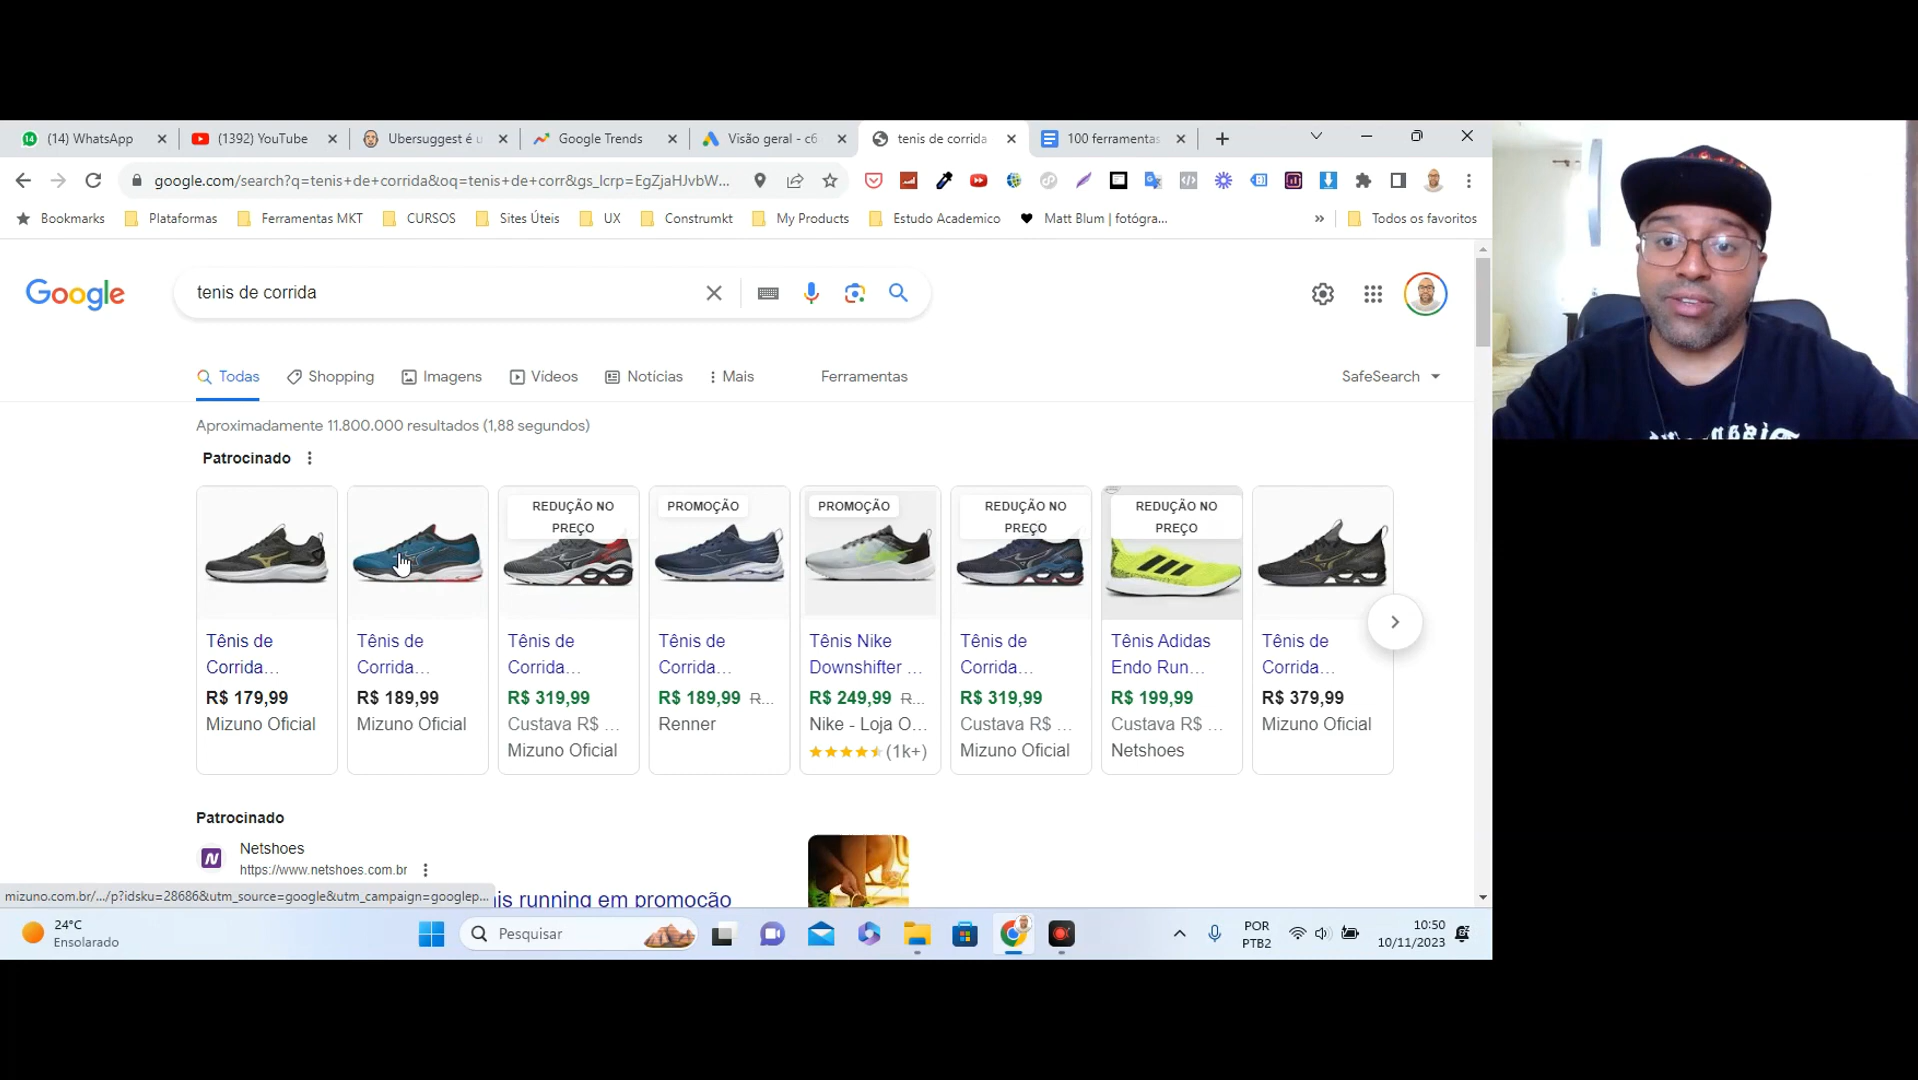 (14) WhatsApp
(1392) YouTube
Ubersuggest é u
Google Trends
Visão geral - c6
tenis de corrida
100 ferramentas
google.com/search?q=tenis+de+corrida&oq=tenis+de+corr&gs_lcrp=EgZjaHJvbW...
Bookmarks
Plataformas
Ferramentas MKT
CURSOS
Sites Úteis
UX
Construmkt
My Products
Estudo Academico
Matt Blum | fotógra...
»
Todos os favoritos
Google
tenis de corrida
Todas
Shopping
Imagens
Vídeos
Notícias
Mais
Ferramentas
SafeSearch
Aproximadamente 11.800.000 resultados (1,88 segundos)
Patrocinado
Tênis de
Corrida...
R$ 179,99
Mizuno Oficial
Tênis de
Corrida...
R$ 189,99
Mizuno Oficial
REDUÇÃO NO
PREÇO
Tênis de
Corrida...
R$ 319,99
Custava R$ ...
Mizuno Oficial
PROMOÇÃO
Tênis de
Corrida...
R$ 189,99 R...
Renner
PROMOÇÃO
Tênis Nike
Downshifter ...
R$ 249,99 R...
Nike - Loja O...
(1k+)
REDUÇÃO NO
PREÇO
Tênis de
Corrida...
R$ 319,99
Custava R$ ...
Mizuno Oficial
REDUÇÃO NO
PREÇO
Tênis Adidas
Endo Run...
R$ 199,99
Custava R$ ...
Netshoes
Tênis de
Corrida...
R$ 379,99
Mizuno Oficial
Patrocinado
N
Netshoes
https://www.netshoes.com.br
running em promoção
mizuno.com.br/.../p?idsku=28686&utm_source=google&utm_campaign=googlep...
24°C
Ensolarado
Pesquisar
POR
PTB2
10:50
10/11/2023